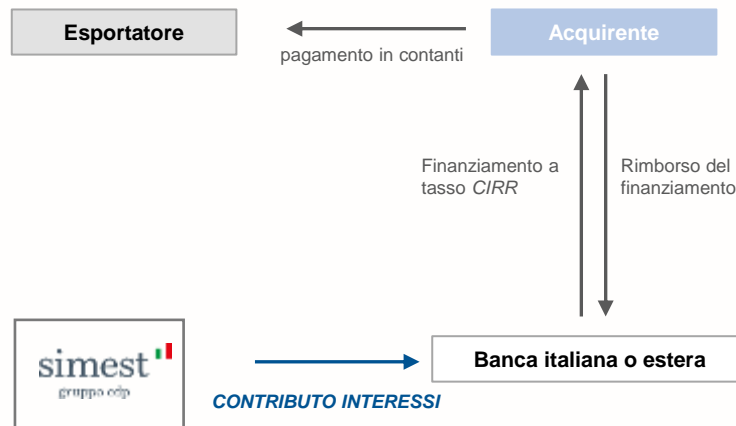 Esportatore
Acquirente
pagamento in contanti
Finanziamento a
tasso CIRR
Rimborso del
finanziamento
simest
gruppo cdp
Banca italiana o estera
CONTRIBUTO INTERESSI